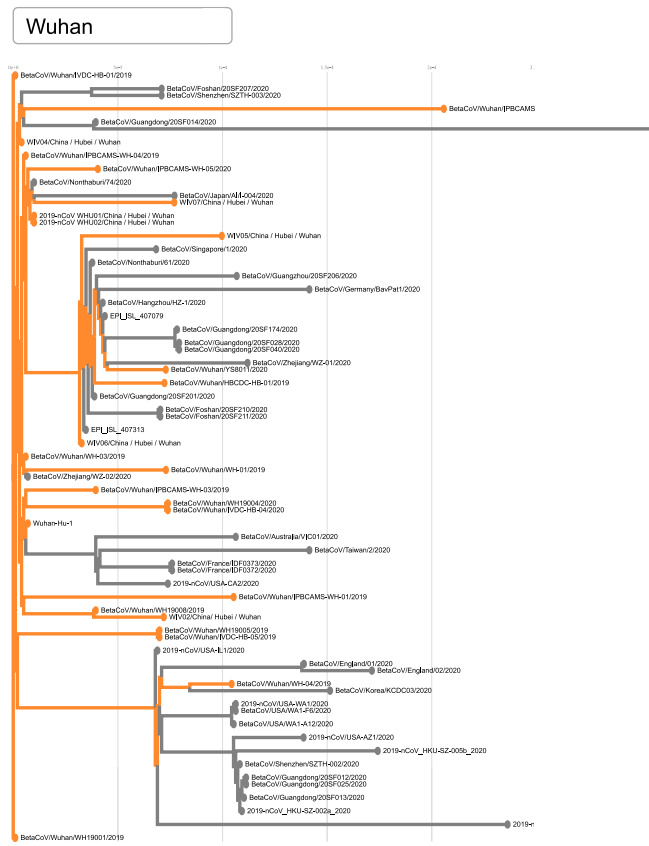 Wuhan
BetaCoV/Wuhan/IVDC-HB-01/2019
BetaCoV/Foshan/20SF207/2020
BetaCoV/Shenzhen/SZTH-003/2020
BetaCoV/Wuhan/IPBCAMS
BetaCoV/Guangdong/20SF014/2020
WIV04/China / Hubei / Wuhan
BetaCoV/Wuhan/IPBCAMS-WH-04/2019
BetaCoV/Wuhan/IPBCAMS-WH-05/2020
BetaCoV/Nonthaburi/74/2020
BetaCoV/Japan/AI/I-004/2020
WIV07/China / Hubei / Wuhan
2019-nCoV WHU01/China / Hubei / Wuhan
2019-nCoV WHU02/China / Hubei / Wuhan
WIV05/China / Hubei / Wuhan
BetaCoV/Singapore/1/2020
BetaCoV/Nonthaburi/61/2020
BetaCoV/Guangzhou/20SF206/2020
BetaCoV/Germany/BavPat1/2020
BetaCoV/Hangzhou/HZ-1/2020
EPI_ISL_407079
BetaCoV/Guangdong/20SF174/2020
BetaCoV/Guangdong/20SF028/2020
BetaCoV/Guangdong/20SF040/2020
BetaCoV/Zhejiang/WZ-01/2020
BetaCoV/Wuhan/YS8011/2020
BetaCoV/Wuhan/HBCDC-HB-01/2019
BetaCoV/Guangdong/20SF201/2020
BetaCoV/Foshan/20SF210/2020
BetaCoV/Foshan/20SF211/2020
EPI_ISL_407313
WIV06/China / Hubei / Wuhan
BetaCoV/Wuhan/WH-03/2019
BetaCoV/Wuhan/WH-01/2019
BetaCoV/Zhejiang/WZ-02/2020
BetaCoV/Wuhan/IPBCAMS-WH-03/2019
BetaCoV/Wuhan/WH19004/2020
BetaCoV/Wuhan/IVDC-HB-04/2020
Wuhan-Hu-1
BetaCoV/Australia/VIC01/2020
BetaCoV/Taiwan/2/2020
BetaCoV/France/IDF0373/2020
BetaCoV/France/IDF0372/2020
2019-nCoV/USA-CA2/2020
BetaCoV/Wuhan/IPBCAMS-WH-01/2019
BetaCoV/Wuhan/WH19008/2019
WIV02/China/ Hubei / Wuhan
BetaCoV/Wuhan/WH19005/2019
BetaCoV/Wuhan/IVDC-HB-05/2019
2019-nCoV/USA-IL1/2020
BetaCoV/England/01/2020
BetaCoV/England/02/2020
BetaCoV/Wuhan/WH-04/2019
BetaCoV/Korea/KCDC03/2020
2019-nCoV/USA-WA1/2020
BetaCoV/USA/WA1-F6/2020
BetaCoV/USA/WA1-A12/2020
2019-nCoV/USA-AZ1/2020
2019-nCoV_HKU-SZ-005b_2020
BetaCoV/Shenzhen/SZTH-002/2020
BetaCoV/Guangdong/20SF012/2020
BetaCoV/Guangdong/20SF025/2020
BetaCoV/Guangdong/20SF013/2020
2019-nCoV_HKU-SZ-002a_2020
2019-n
BetaCoV/Wuhan/WH19001/2019